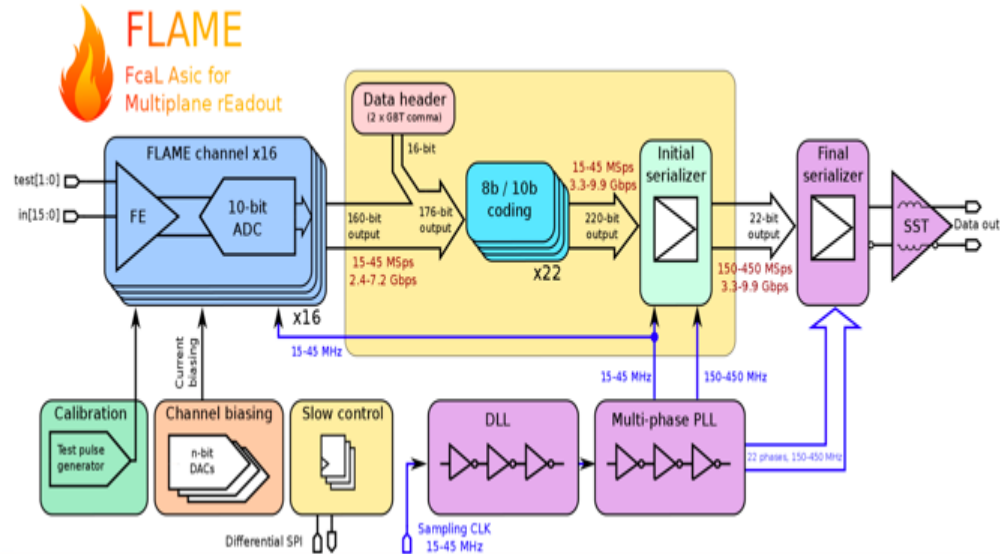 FLAME
FcaL Asic for
Multiplane rEadout
Data header
(2 x GBT comma)
16-bit
FLAME channel x16
test[1:0]
in[15:0]
FE
10-bit
ADC
160-bit
output
176-bit
output
15-45 MSps
2.4-7.2 Gbps
x16
8b / 10b
coding
x22
15-45 MSps
3.3-9.9 Gbps
220-bit
output
Initial
serializer
22-bit
output
150-450 MSps
3.3-9.9 Gbps
Final
serializer
SST
Data out
15-45 MHz
Current
biasing
15-45 MHz
150-450 MHz
Calibration
Test pulse
generator
Channel biasing
n-bit
DACs
Slow control
Differential SPI
DLL
Sampling CLK
15-45 MHz
Multi-phase PLL
22 phases, 150-450 MHz